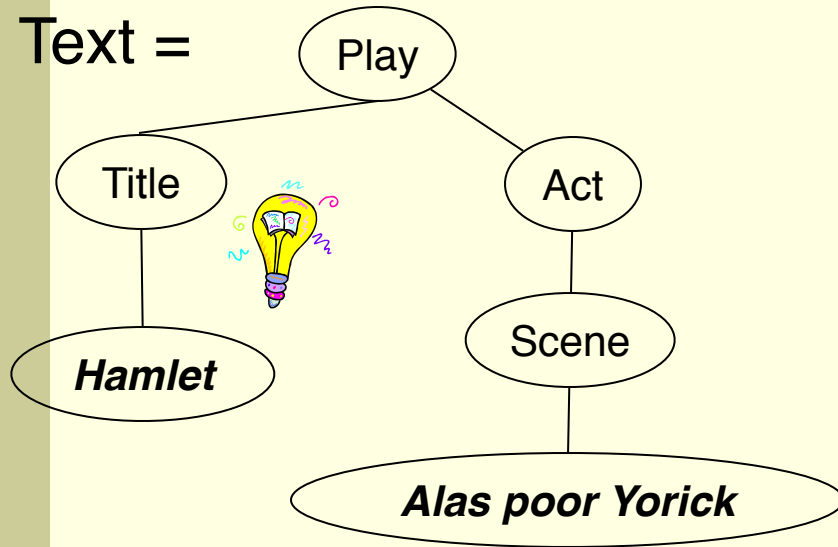 Text =
Play
Title
Act
Scene
Hamlet
Alas poor Yorick